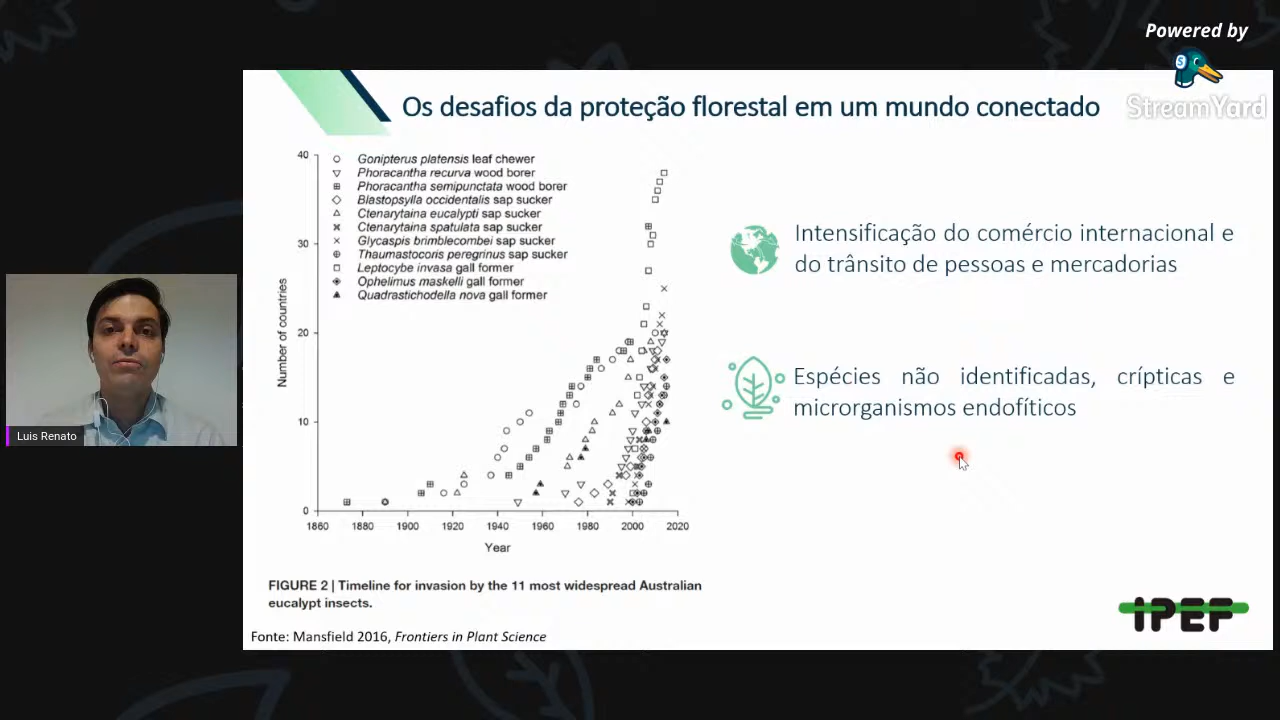 Powered by
StreamYard
Os desafios da proteção florestal em um mundo conectado
40
30
20
10
0
Number of countries
Gonipterus platensis leaf chewer
Phoracantha recurva wood borer
Phoracantha semipunctata wood borer
Blastopsylla occidentalis sap sucker
Ctenarytaina eucalypti sap sucker
Ctenarytaina spatulata sap sucker
Glycaspis brimblecombei sap sucker
Thaumastocoris peregrinus sap sucker
Leptocybe invasa gall former
Ophelimus maskelli gall former
Quadrastichodella nova gall former
1860 1880 1900 1920 1940 1960 1980 2000 2020
Year
FIGURE 2 | Timeline for invasion by the 11 most widespread Australian
eucalypt insects.
Fonte: Mansfield 2016, Frontiers in Plant Science
Intensificação do comércio internacional e
do trânsito de pessoas e mercadorias
Espécies não identificadas, crípticas e
microrganismos endofíticos
IPEF
Luis Renato